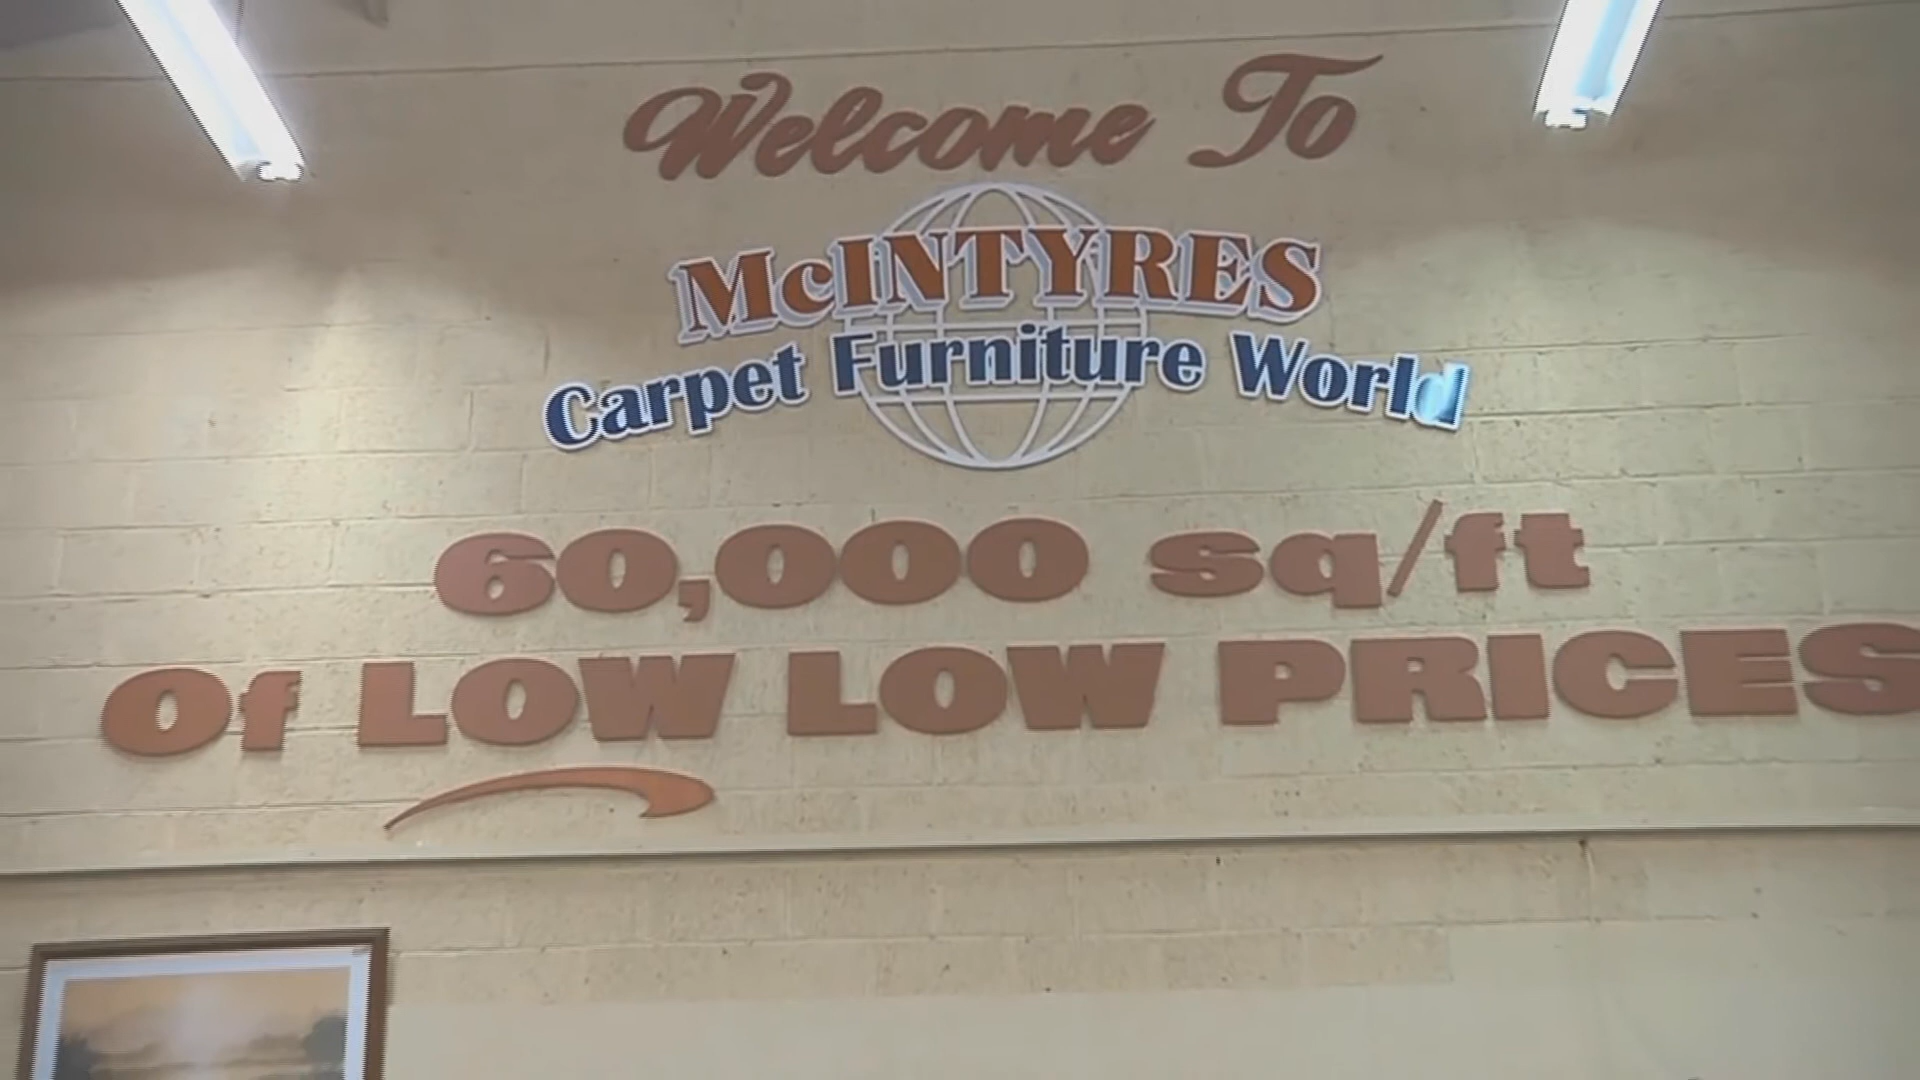 Welcome To
McINTYRES
Carpet Furniture World
60,000 sq/ft
Of LOW LOW PRICES